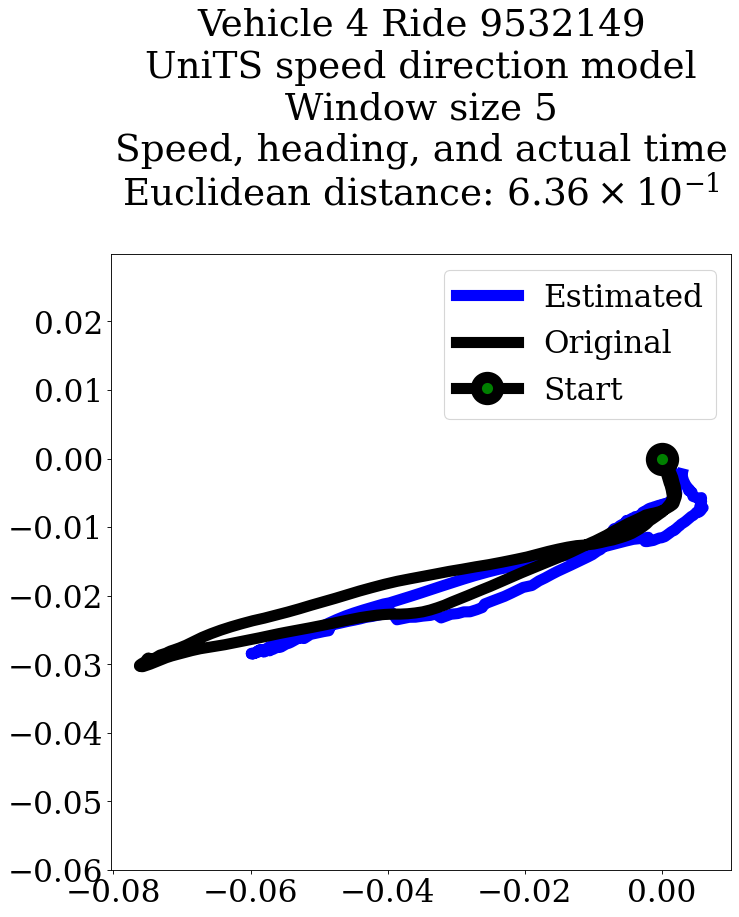 Vehicle 4 Ride 9532149
UniTS speed direction model
Window size 5
Speed, heading, and actual time
Euclidean distance: 6.36 × 10⁻¹
Estimated
Original
Start
0.02
0.01
0.00
−0.01
−0.02
−0.03
−0.04
−0.05
−0.06
−0.08 −0.06 −0.04 −0.02 0.00